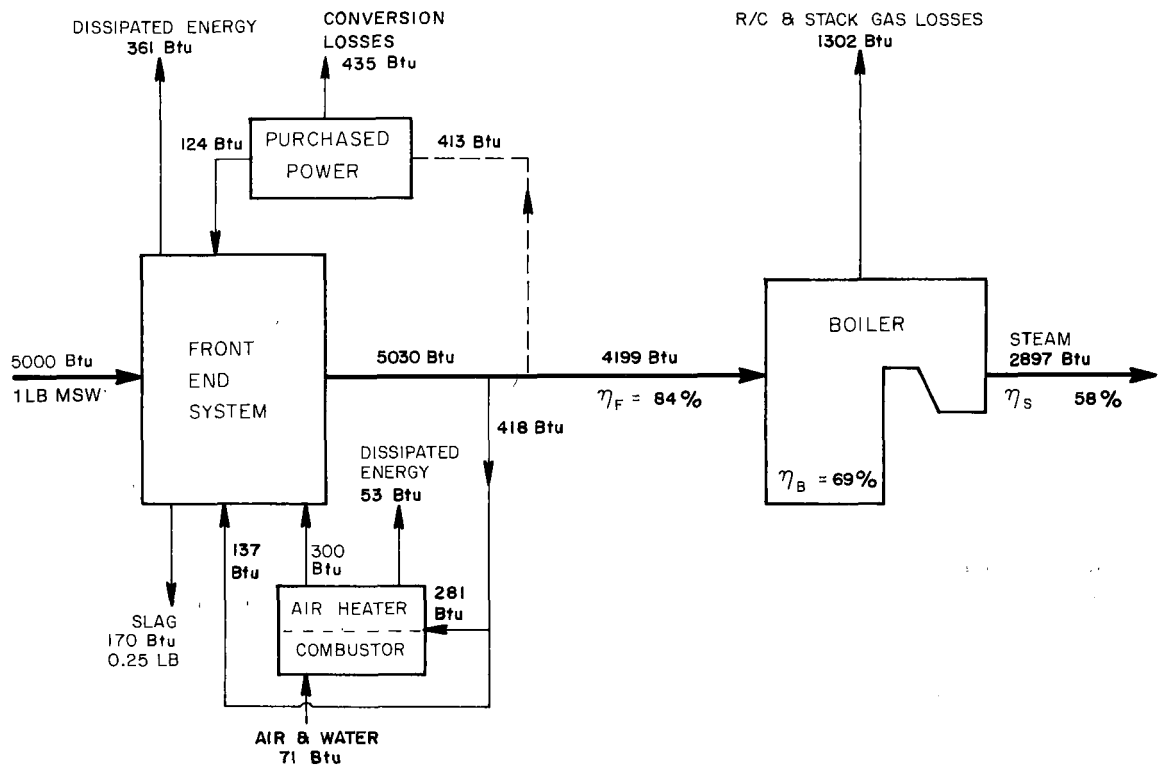 DISSIPATED ENERGY
361 Btu
CONVERSION
LOSSES
435 Btu
R/C & STACK GAS LOSSES
1302 Btu
124 Btu
PURCHASED
POWER
413 Btu
5000 Btu
1 LB MSW
FRONT
END
SYSTEM
5030 Btu
4199 Btu
ηF = 84%
BOILER
ηB = 69%
STEAM
2897 Btu
ηS 58%
418 Btu
DISSIPATED
ENERGY
53 Btu
137
Btu
300
Btu
281
Btu
AIR HEATER
COMBUSTOR
SLAG
170 Btu
0.25 LB
AIR & WATER
71 Btu